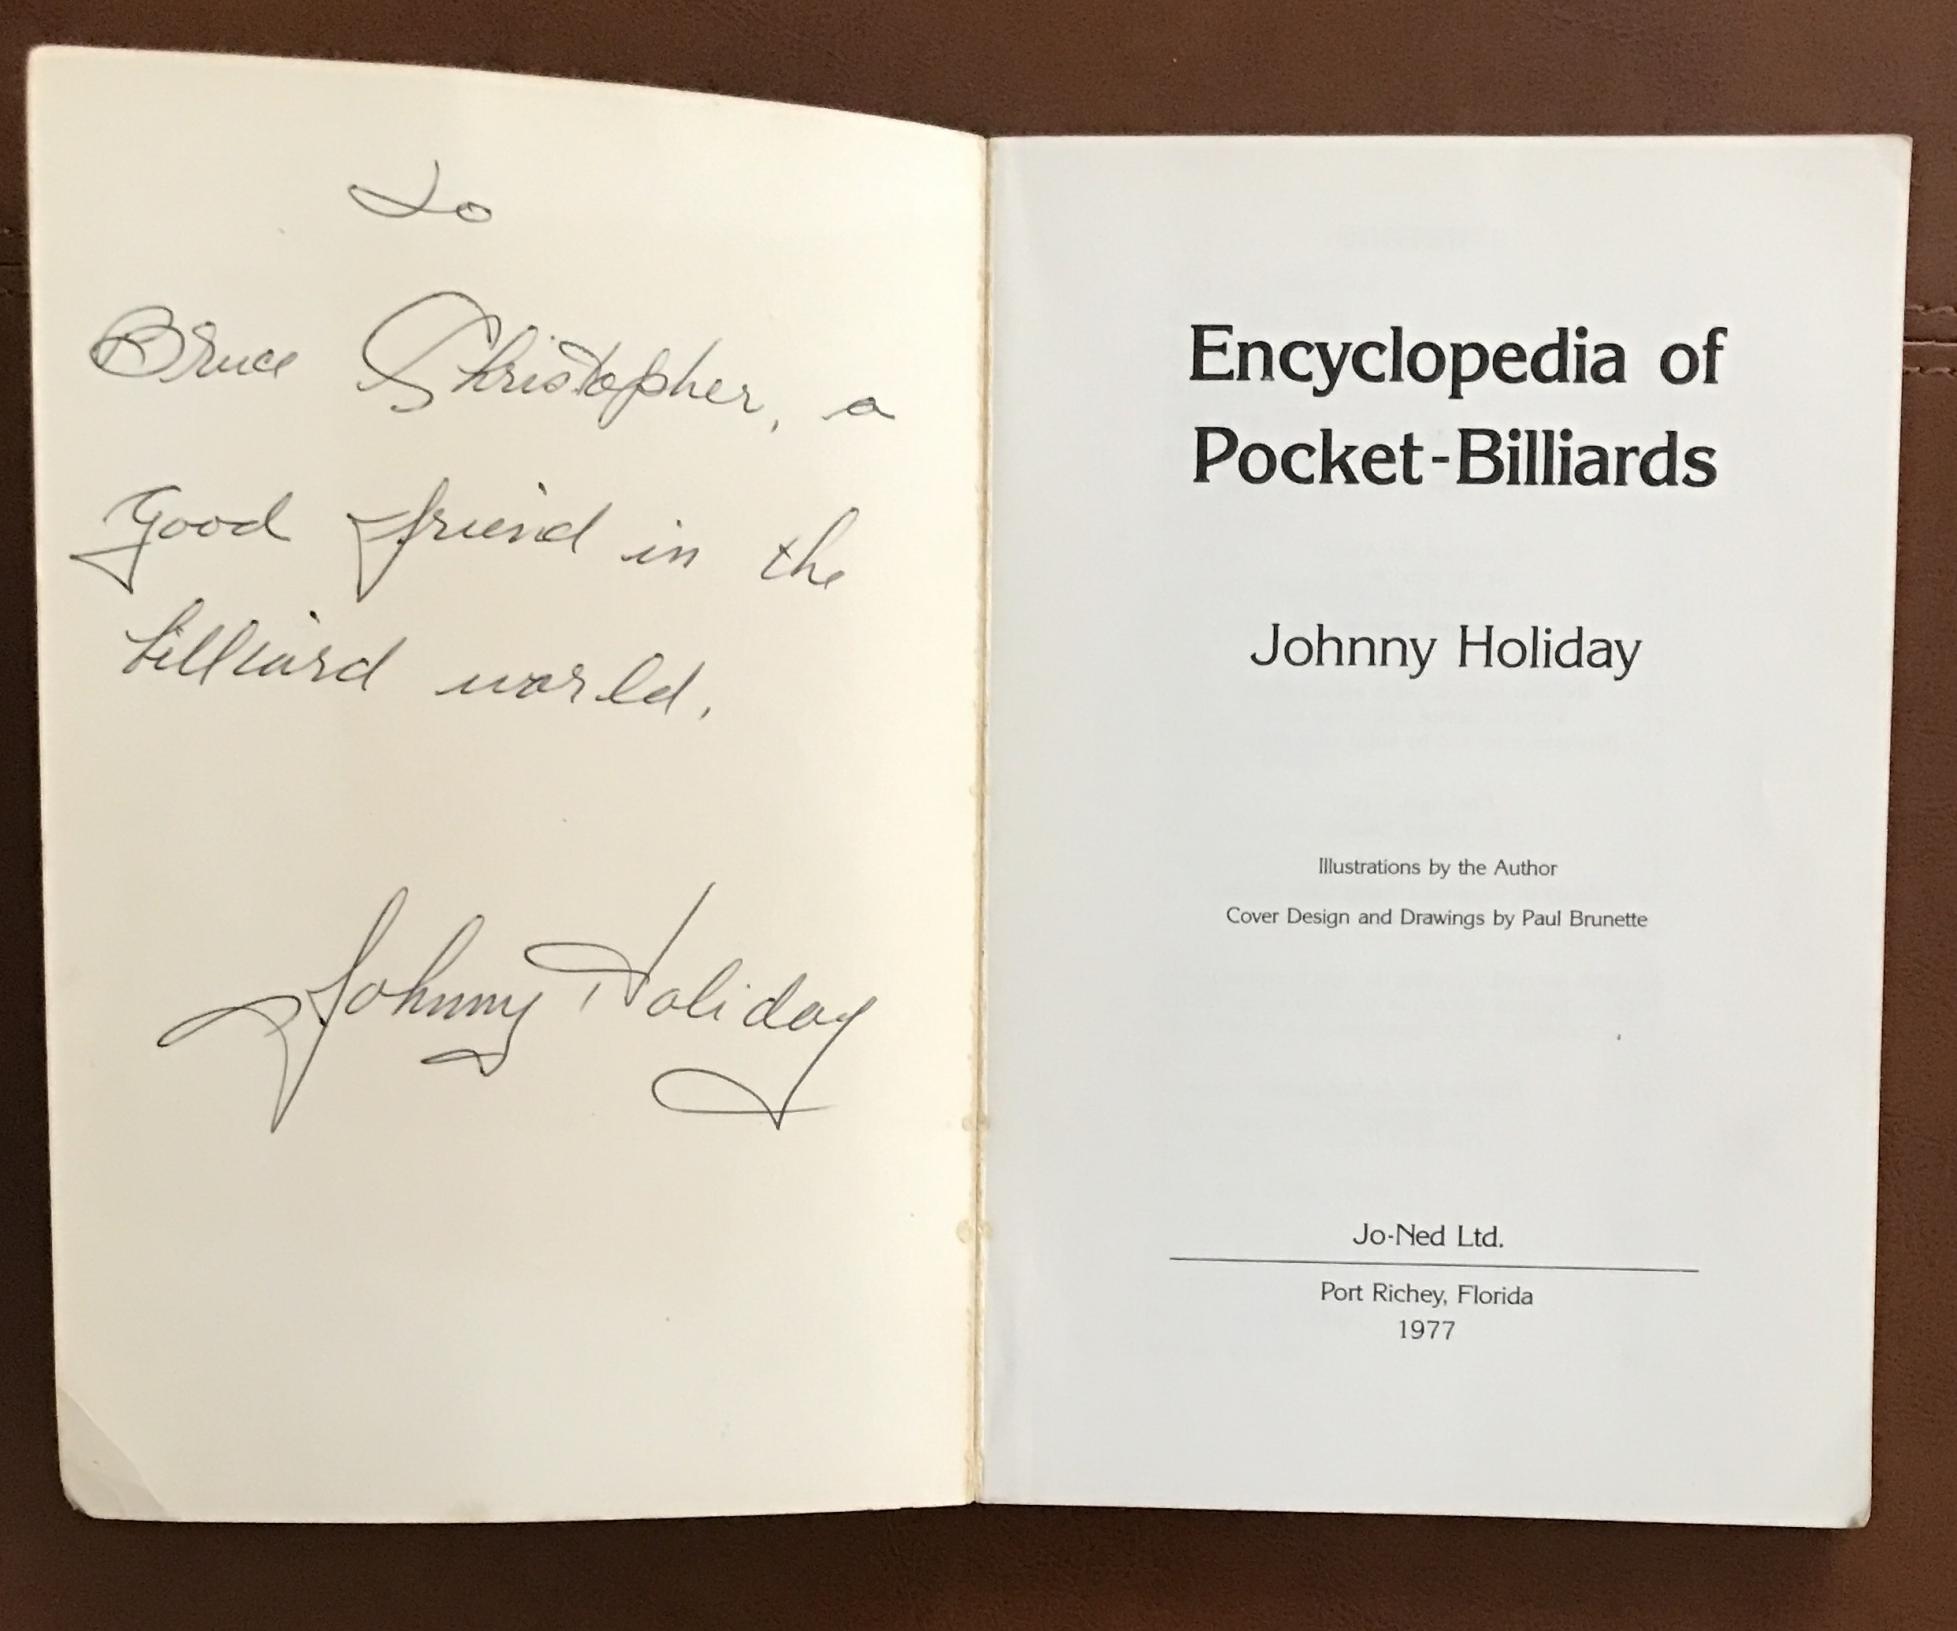 To
Bruce Christopher, a
good friend in the
billiard world.
Johnny Holiday
Encyclopedia of
Pocket-Billiards
Johnny Holiday
Illustrations by the Author
Cover Design and Drawings by Paul Brunette
Jo-Ned Ltd.
Port Richey, Florida
1977